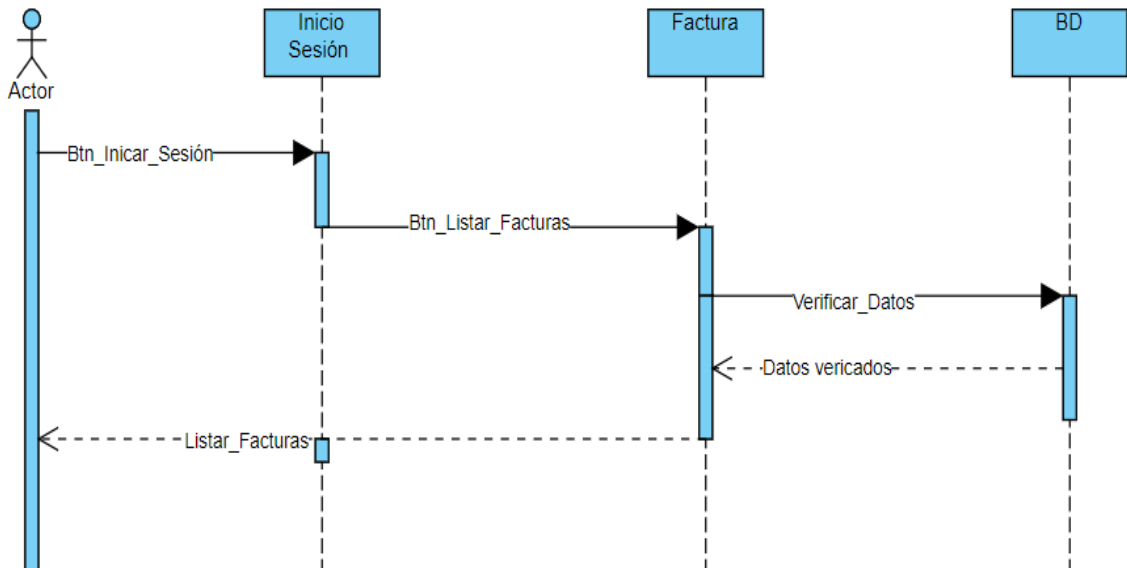 Inicio
Sesión
Factura
BD
Actor
Btn_Inicar_Sesión
Btn_Listar_Facturas
Verificar_Datos
Datos vericados
Listar_Facturas